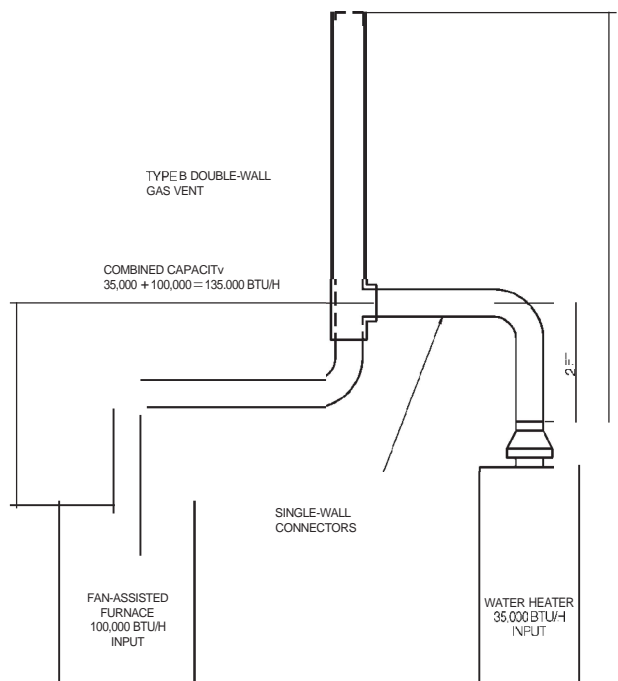 TYPE B DOUBLE-WALL
GAS VENT
COMBINED CAPACITv
35,000 + 100,000 = 135.000 BTU/H
SINGLE-WALL
CONNECTORS
FAN-ASSISTED
FURNACE
100,000 BTU/H
INPUT
WATER HEATER
35,000 BTU/H
INPUT